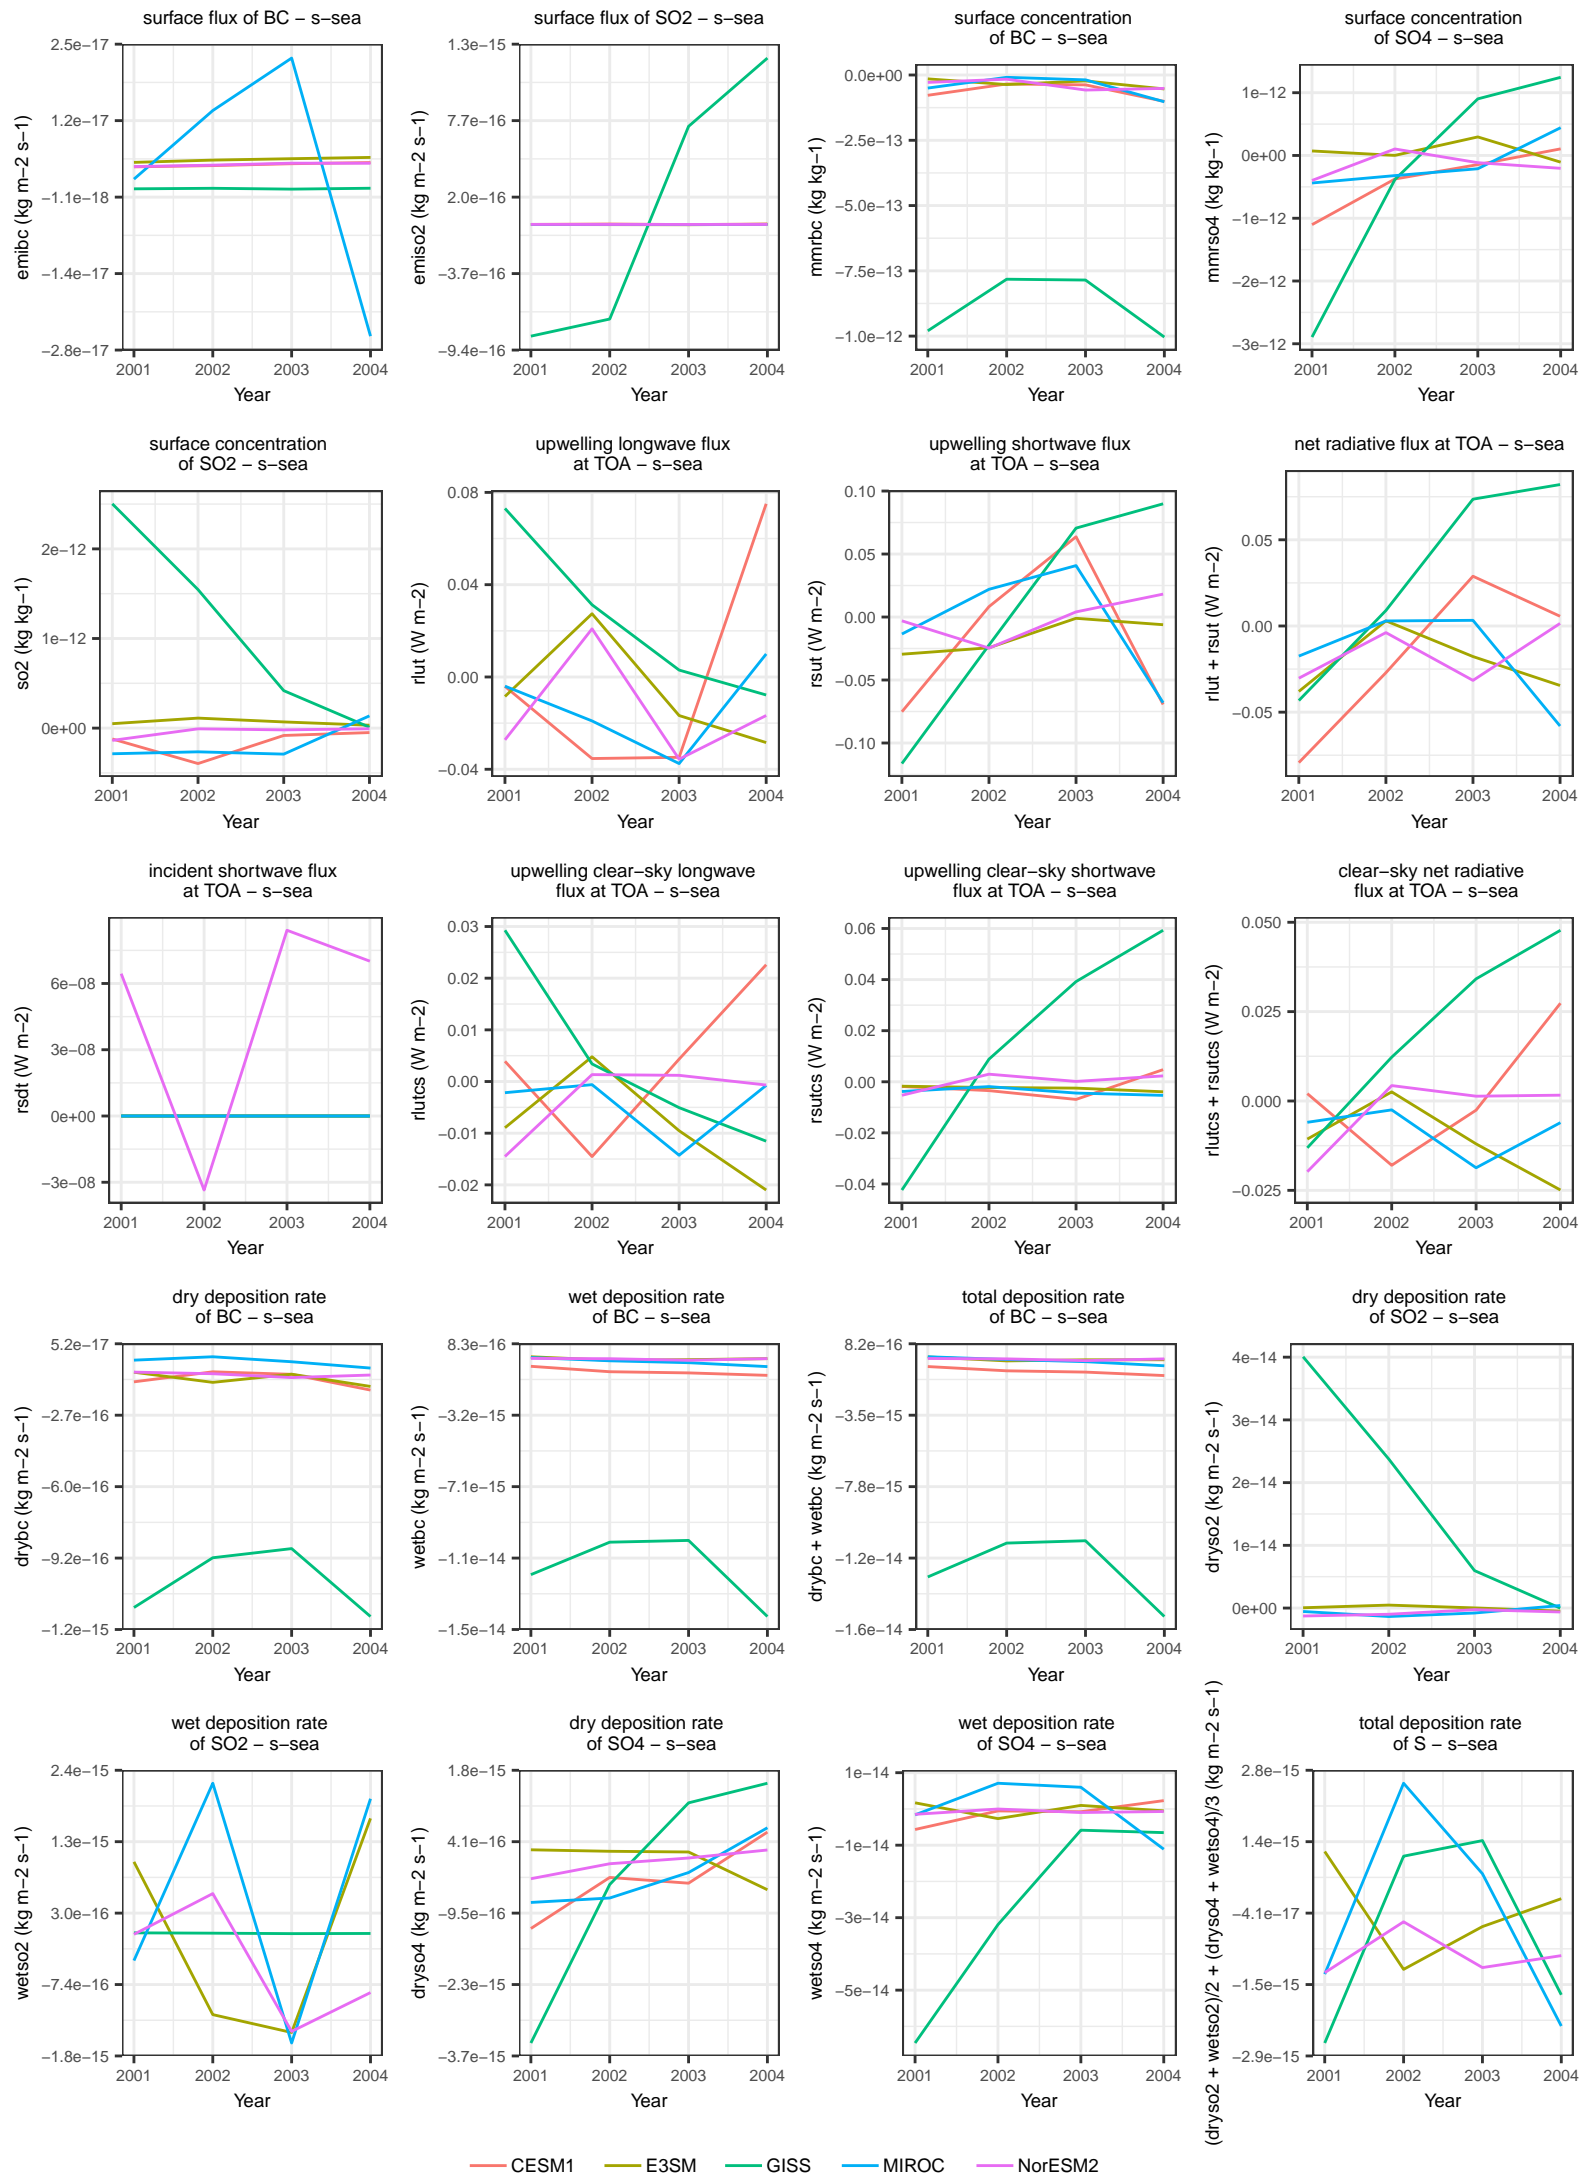 surface flux of BC – s–sea
emibc (kg m–2 s–1)
2.5e–17
1.2e–17
–1.1e–18
–1.4e–17
–2.8e–17
2001 2002 2003 2004
Year
surface flux of SO2 – s–sea
emiso2 (kg m–2 s–1)
1.3e–15
7.7e–16
2.0e–16
–3.7e–16
–9.4e–16
2001 2002 2003 2004
Year
surface concentration
of BC – s–sea
mmrbc (kg kg–1)
0.0e+00
–2.5e–13
–5.0e–13
–7.5e–13
–1.0e–12
2001 2002 2003 2004
Year
surface concentration
of SO4 – s–sea
mmrso4 (kg kg–1)
1e–12
0e+00
–1e–12
–2e–12
–3e–12
2001 2002 2003 2004
Year
surface concentration
of SO2 – s–sea
so2 (kg kg–1)
2e–12
1e–12
0e+00
2001 2002 2003 2004
Year
upwelling longwave flux
at TOA – s–sea
rlut (W m–2)
0.08
0.04
0.00
–0.04
2001 2002 2003 2004
Year
upwelling shortwave flux
at TOA – s–sea
rsut (W m–2)
0.10
0.05
0.00
–0.05
–0.10
2001 2002 2003 2004
Year
net radiative flux at TOA – s–sea
rlut + rsut (W m–2)
0.05
0.00
–0.05
2001 2002 2003 2004
Year
incident shortwave flux
at TOA – s–sea
rsdt (W m–2)
6e–08
3e–08
0e+00
–3e–08
2001 2002 2003 2004
Year
upwelling clear–sky longwave
flux at TOA – s–sea
rlutcs (W m–2)
0.03
0.02
0.01
0.00
–0.01
–0.02
2001 2002 2003 2004
Year
upwelling clear–sky shortwave
flux at TOA – s–sea
rsutcs (W m–2)
0.06
0.04
0.02
0.00
–0.02
–0.04
2001 2002 2003 2004
Year
clear–sky net radiative
flux at TOA – s–sea
rlutcs + rsutcs (W m–2)
0.050
0.025
0.000
–0.025
2001 2002 2003 2004
Year
dry deposition rate
of BC – s–sea
drybc (kg m–2 s–1)
5.2e–17
–2.7e–16
–6.0e–16
–9.2e–16
–1.2e–15
2001 2002 2003 2004
Year
wet deposition rate
of BC – s–sea
wetbc (kg m–2 s–1)
8.3e–16
–3.2e–15
–7.1e–15
–1.1e–14
–1.5e–14
2001 2002 2003 2004
Year
total deposition rate
of BC – s–sea
drybc + wetbc (kg m–2 s–1)
8.2e–16
–3.5e–15
–7.8e–15
–1.2e–14
–1.6e–14
2001 2002 2003 2004
Year
dry deposition rate
of SO2 – s–sea
dryso2 (kg m–2 s–1)
4e–14
3e–14
2e–14
1e–14
0e+00
2001 2002 2003 2004
Year
wet deposition rate
of SO2 – s–sea
wetso2 (kg m–2 s–1)
2.4e–15
1.3e–15
3.0e–16
–7.4e–16
–1.8e–15
2001 2002 2003 2004
Year
dry deposition rate
of SO4 – s–sea
dryso4 (kg m–2 s–1)
1.8e–15
4.1e–16
–9.5e–16
–2.3e–15
–3.7e–15
2001 2002 2003 2004
Year
wet deposition rate
of SO4 – s–sea
wetso4 (kg m–2 s–1)
1e–14
–1e–14
–3e–14
–5e–14
2001 2002 2003 2004
Year
total deposition rate
of S – s–sea
(dryso2 + wetso2)/2 + (dryso4 + wetso4)/3 (kg m–2 s–1)
2.8e–15
1.4e–15
–4.1e–17
–1.5e–15
–2.9e–15
2001 2002 2003 2004
Year
CESM1 E3SM GISS MIROC NorESM2